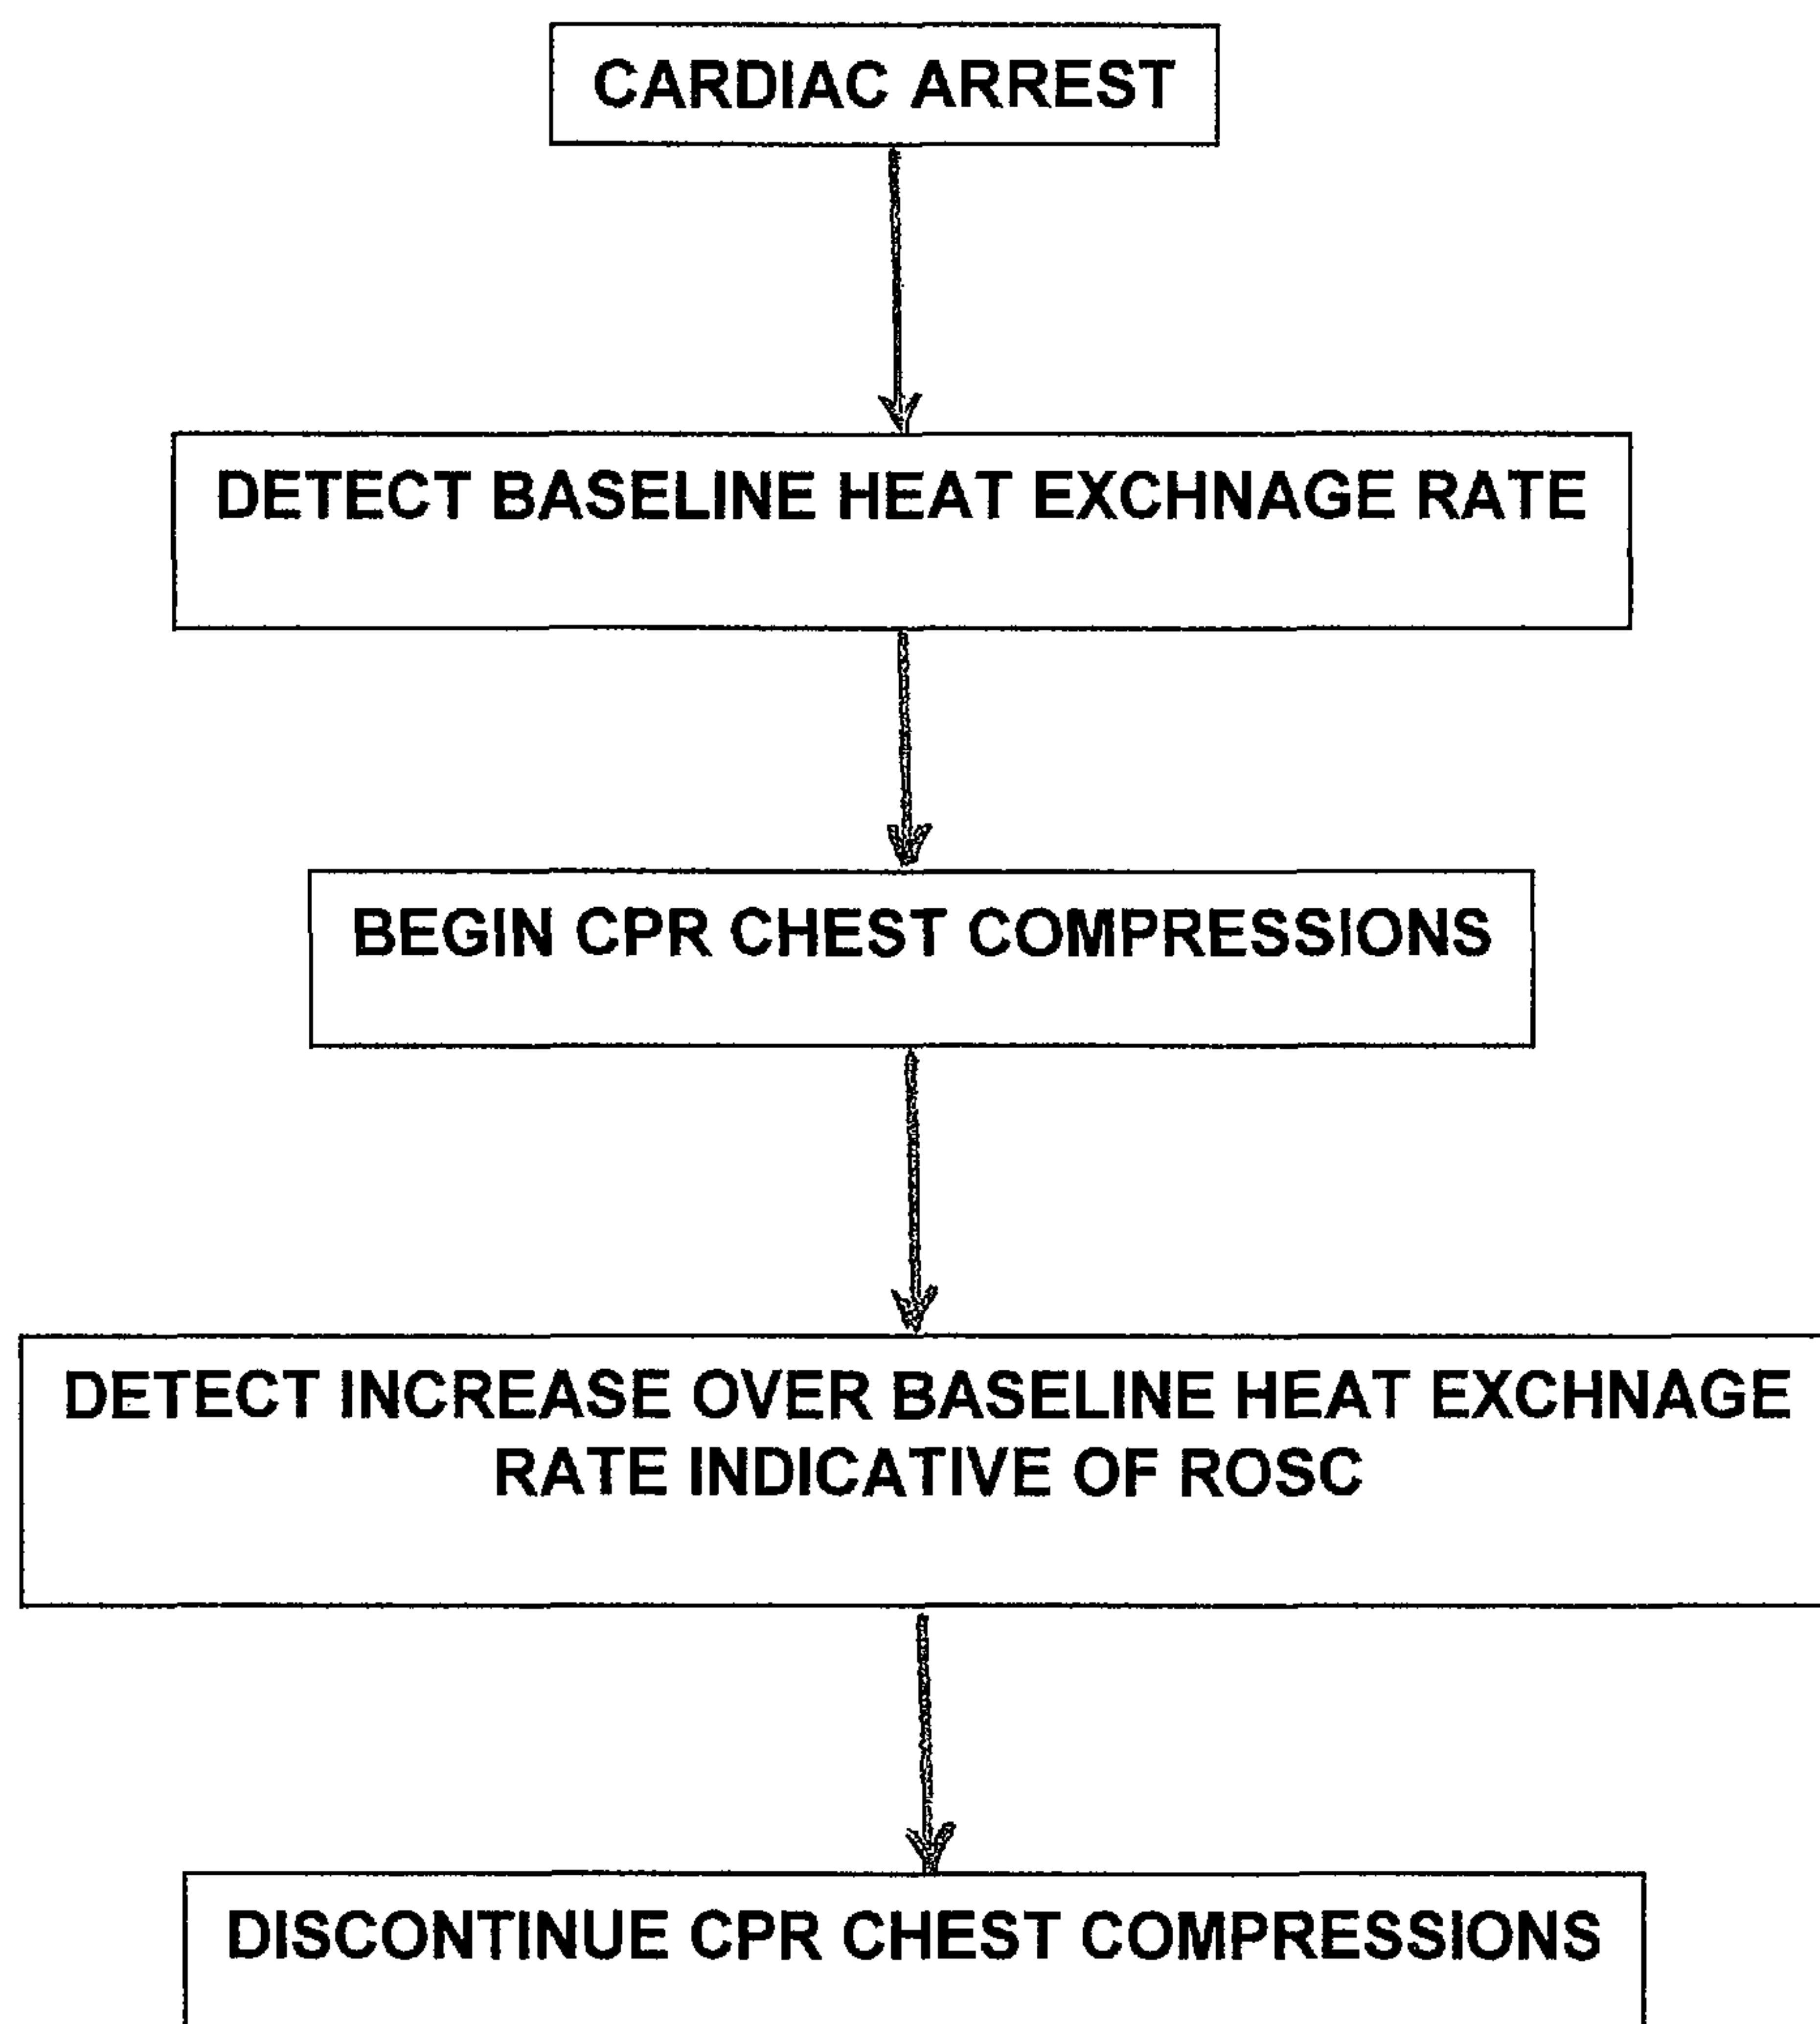 CARDIAC ARREST
DETECT BASELINE HEAT EXCHNAGE RATE
BEGIN CPR CHEST COMPRESSIONS
DETECT INCREASE OVER BASELINE HEAT EXCHNAGE
RATE INDICATIVE OF ROSC
DISCONTINUE CPR CHEST COMPRESSIONS